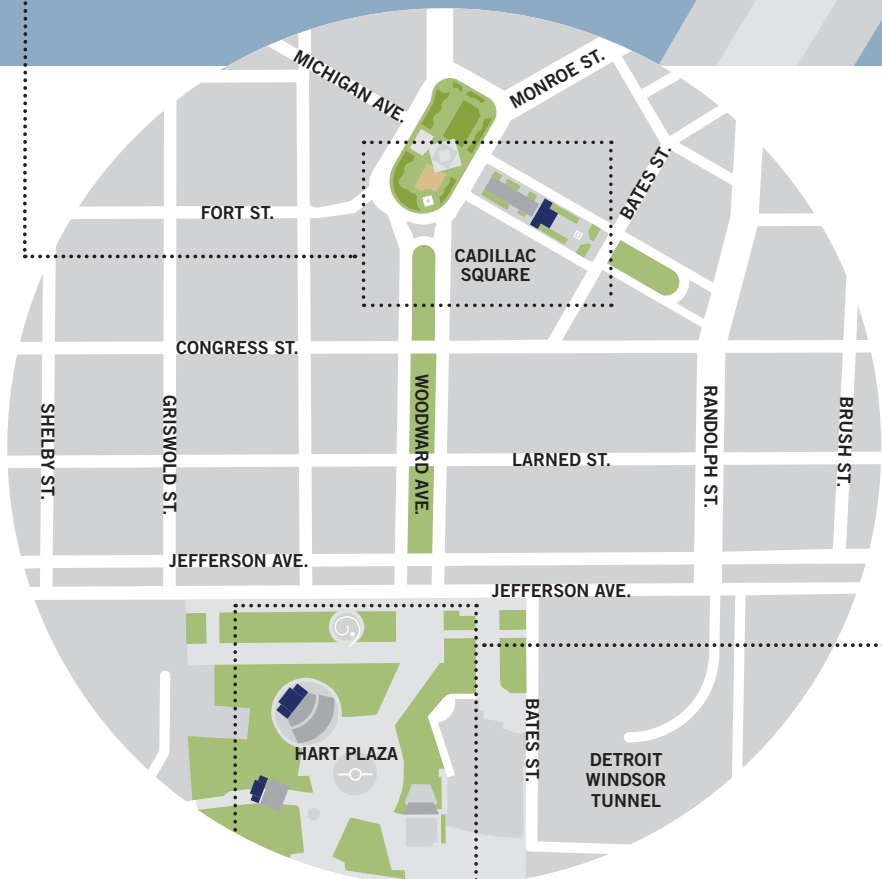 MICHIGAN AVE.
MONROE ST.
BATES ST.
FORT ST.
CADILLAC
SQUARE
CONGRESS ST.
SHELBY ST.
GRISWOLD ST.
WOODWARD AVE.
RANDOLPH ST.
BRUSH ST.
LARNED ST.
JEFFERSON AVE.
JEFFERSON AVE.
BATES ST.
HART PLAZA
DETROIT
WINDSOR
TUNNEL